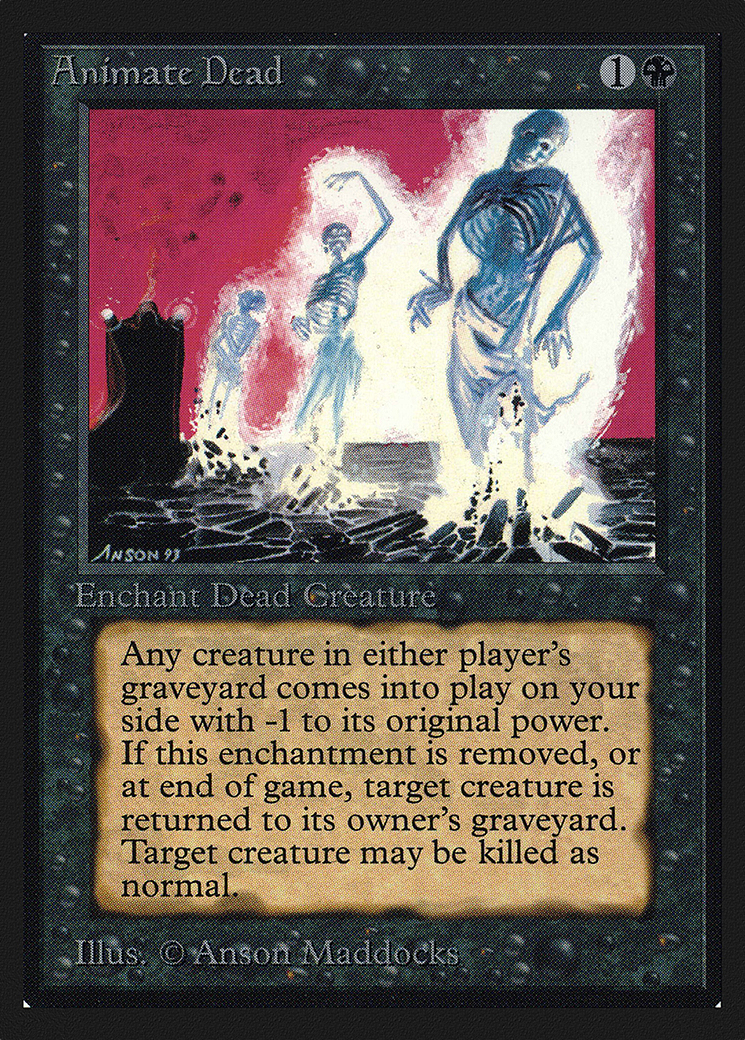 Animate Dead 1
ANSON 93
Enchant Dead Creature
Any creature in either player's
graveyard comes into play on your
side with -1 to its original power.
If this enchantment is removed, or
at end of game, target creature is
returned to its owner's graveyard.
Target creature may be killed as
normal.
Illus. © Anson Maddocks